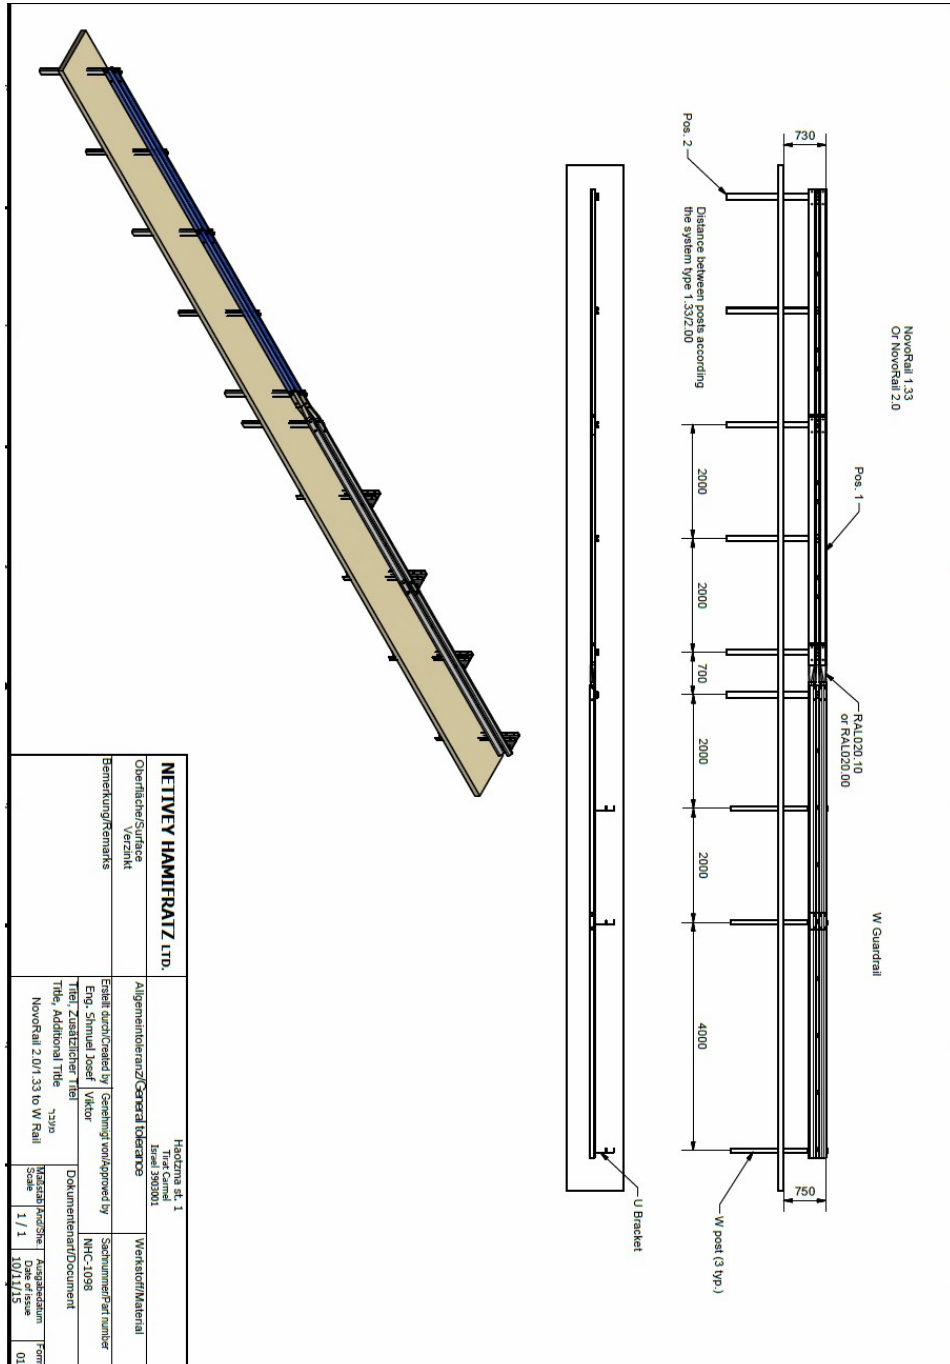 NovoRail 1.33
Or NovoRail 2.0
Pos. 1
RAL020.10
or RAL020.00
W Guardrail
730
750
Pos. 2
Distance between posts according
the system type 1.33/2.00
2000
2000
700
2000
2000
4000
W post (3 typ.)
U Bracket
NETIVEY HAMIFRATZ LTD.
Haotzma st. 1
Tirat Carmel
Israel 3903001
Oberfläche/Surface
Verzinkt
Allgemeintoleranz/General tolerance
Werkstoff/Material
Bemerkung/Remarks
Erstellt durch/Created by
Eng. Shmuel Josef
Genehmigt von/Approved by
Viktor
Sachnummer/Part number
NHC-1098
Titel, Zusätzlicher Titel
Title, Additional Title
מעבר
NovoRail 2.0/1.33 to W Rail
Dokumentenart/Document
Maßstab
Scale
1 / 1
Ausgabedatum
Date of issue
10/11/15
01